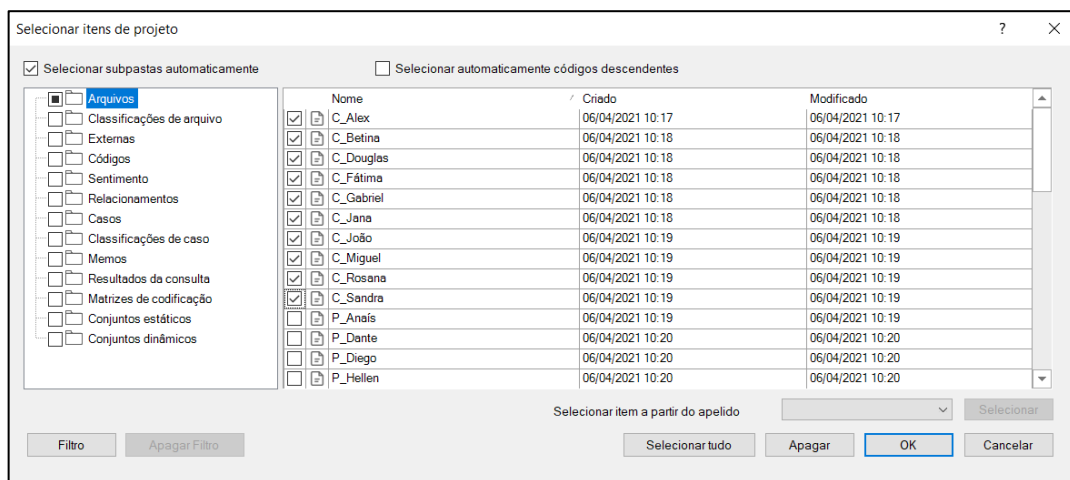 Selecionar itens de projeto ? ×
Selecionar subpastas automaticamente Selecionar automaticamente códigos descendentes
Arquivos
Classificações de arquivo
Externas
Códigos
Sentimento
Relacionamentos
Casos
Classificações de caso
Memos
Resultados da consulta
Matrizes de codificação
Conjuntos estáticos
Conjuntos dinâmicos
Nome Criado Modificado
C_Alex 06/04/2021 10:17 06/04/2021 10:17
C_Betina 06/04/2021 10:18 06/04/2021 10:18
C_Douglas 06/04/2021 10:18 06/04/2021 10:18
C_Fátima 06/04/2021 10:18 06/04/2021 10:18
C_Gabriel 06/04/2021 10:18 06/04/2021 10:18
C_Jana 06/04/2021 10:18 06/04/2021 10:18
C_João 06/04/2021 10:19 06/04/2021 10:19
C_Miguel 06/04/2021 10:19 06/04/2021 10:19
C_Rosana 06/04/2021 10:19 06/04/2021 10:19
C_Sandra 06/04/2021 10:19 06/04/2021 10:19
P_Anaís 06/04/2021 10:19 06/04/2021 10:19
P_Dante 06/04/2021 10:20 06/04/2021 10:20
P_Diego 06/04/2021 10:20 06/04/2021 10:20
P_Hellen 06/04/2021 10:20 06/04/2021 10:20
Selecionar item a partir do apelido Selecionar
Filtro Apagar Filtro Selecionar tudo Apagar OK Cancelar